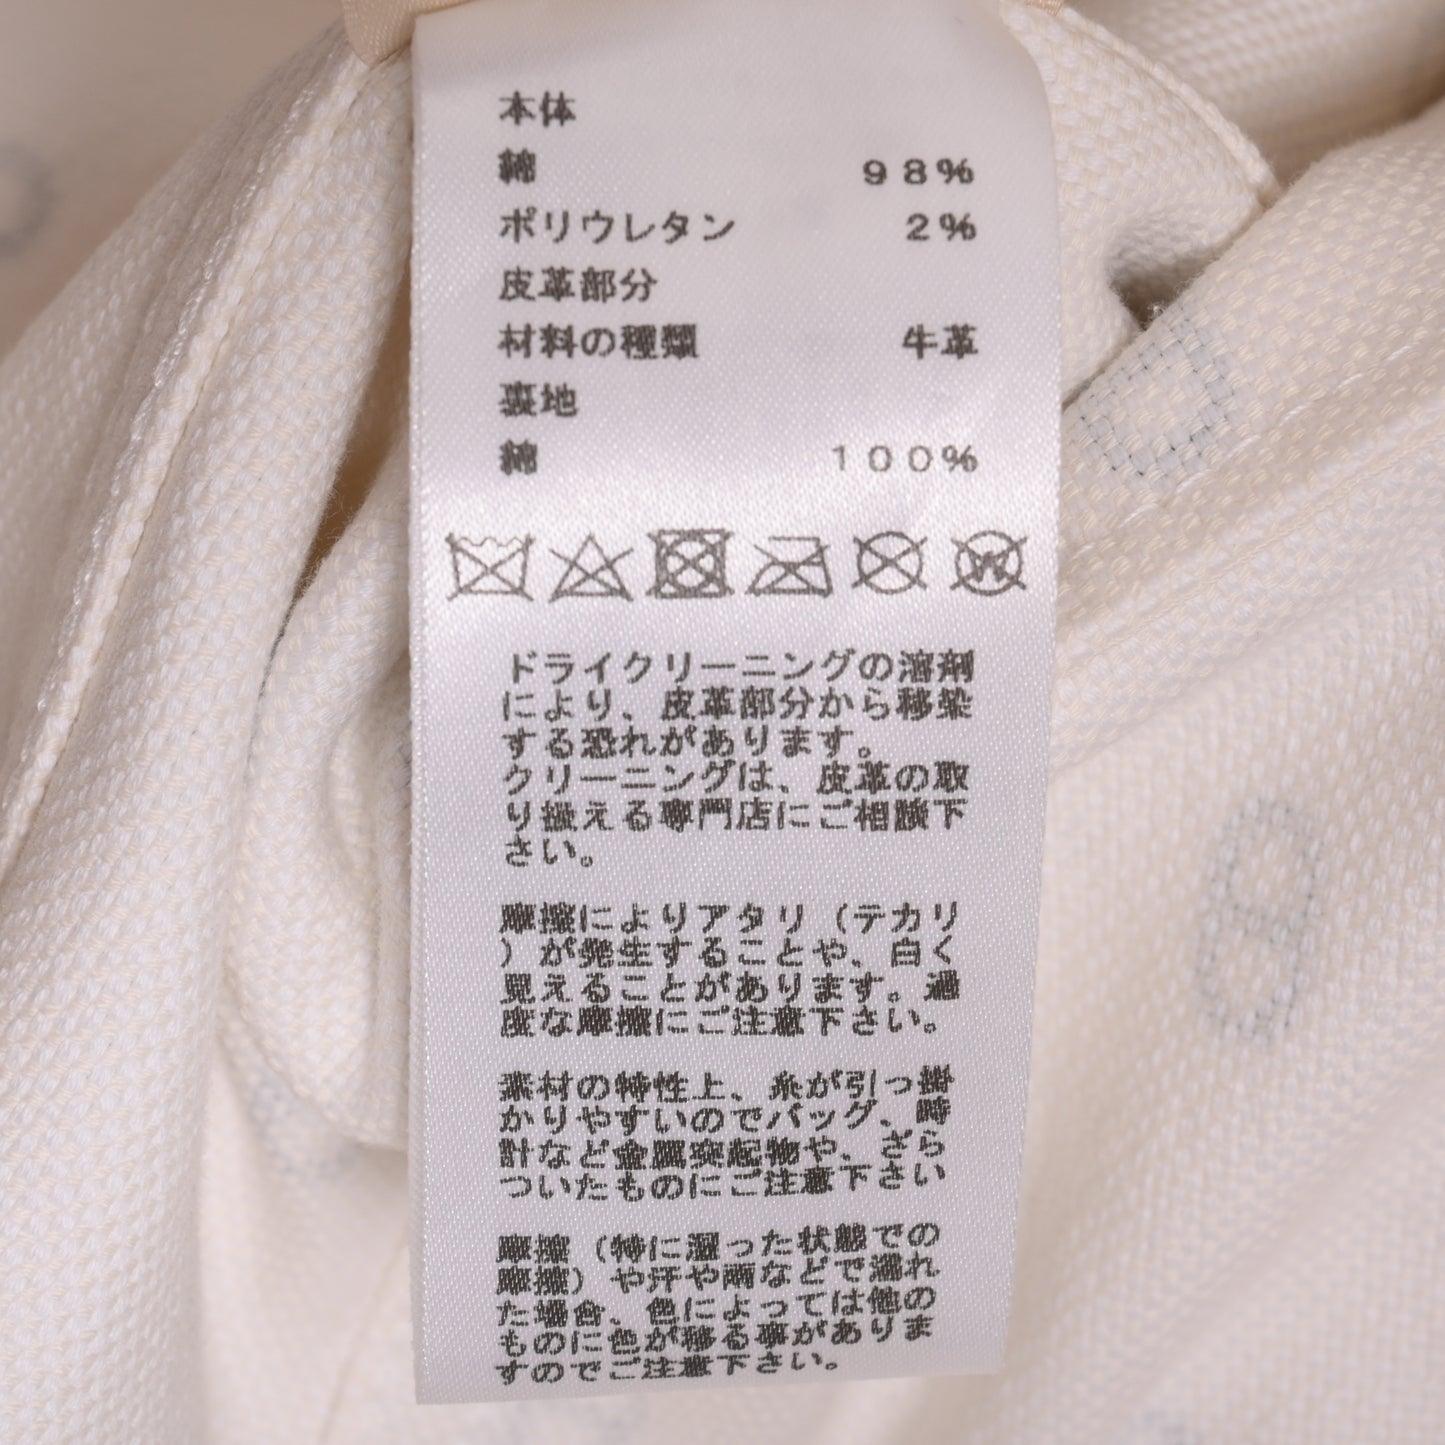 本体
綿 98%
ポリウレタン 2%
皮革部分
材料の種類 牛革
裏地
綿 100%
W
ドライクリーニングの溶剤
により、皮革部分から移染
する恐れがあります。
クリーニングは、皮革の取
り扱える専門店にご相談下
さい。
摩擦によりアタリ（テカリ
）が発生することや、白く
見えることがあります。過
度な摩擦にご注意下さい。
素材の特性上、糸が引っ掛
かりやすいのでバッグ、時
計など金属突起物や、ざら
ついたものにご注意下さい
摩擦（特に湿った状態での
摩擦）や汗や雨などで濡れ
た場合、色によっては他の
ものに色が移る事がありま
すのでご注意下さい。